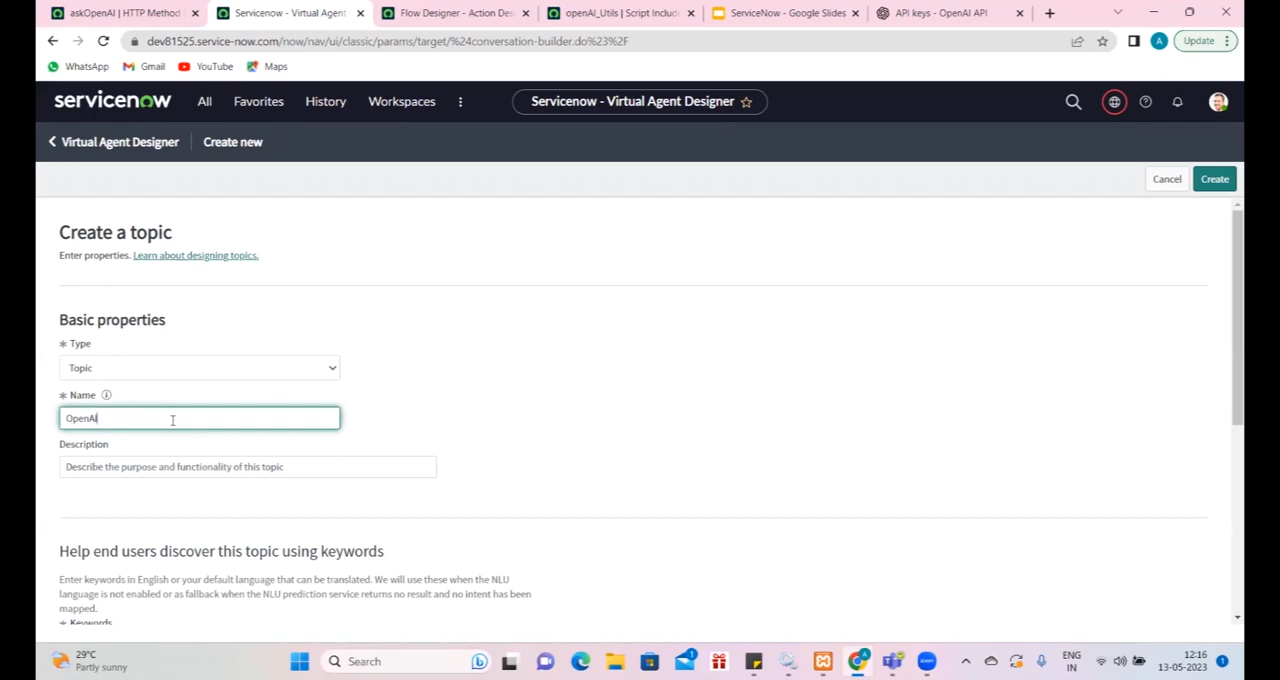 askOpenAI | HTTP Method
Servicenow - Virtual Agent
Flow Designer - Action Des
openAI_Utils | Script Include
ServiceNow - Google Slides
API keys - OpenAI API
dev81525.service-now.com/now/nav/ui/classic/params/target/%24conversation-builder.do%23%2F
A
Update
WhatsApp
Gmail
YouTube
Maps
servicenow
All
Favorites
History
Workspaces
Servicenow - Virtual Agent Designer
Virtual Agent Designer
Create new
Cancel
Create
Create a topic
Enter properties. Learn about designing topics.
Basic properties
* Type
Topic
* Name
OpenAI
Description
Describe the purpose and functionality of this topic
Help end users discover this topic using keywords
Enter keywords in English or your default language that can be translated. We will use these when the NLU
language is not enabled or as fallback when the NLU prediction service returns no result and no intent has been
mapped.
* Keywords
29°C
Partly sunny
Search
ENG
IN
12:16
13-05-2023
1